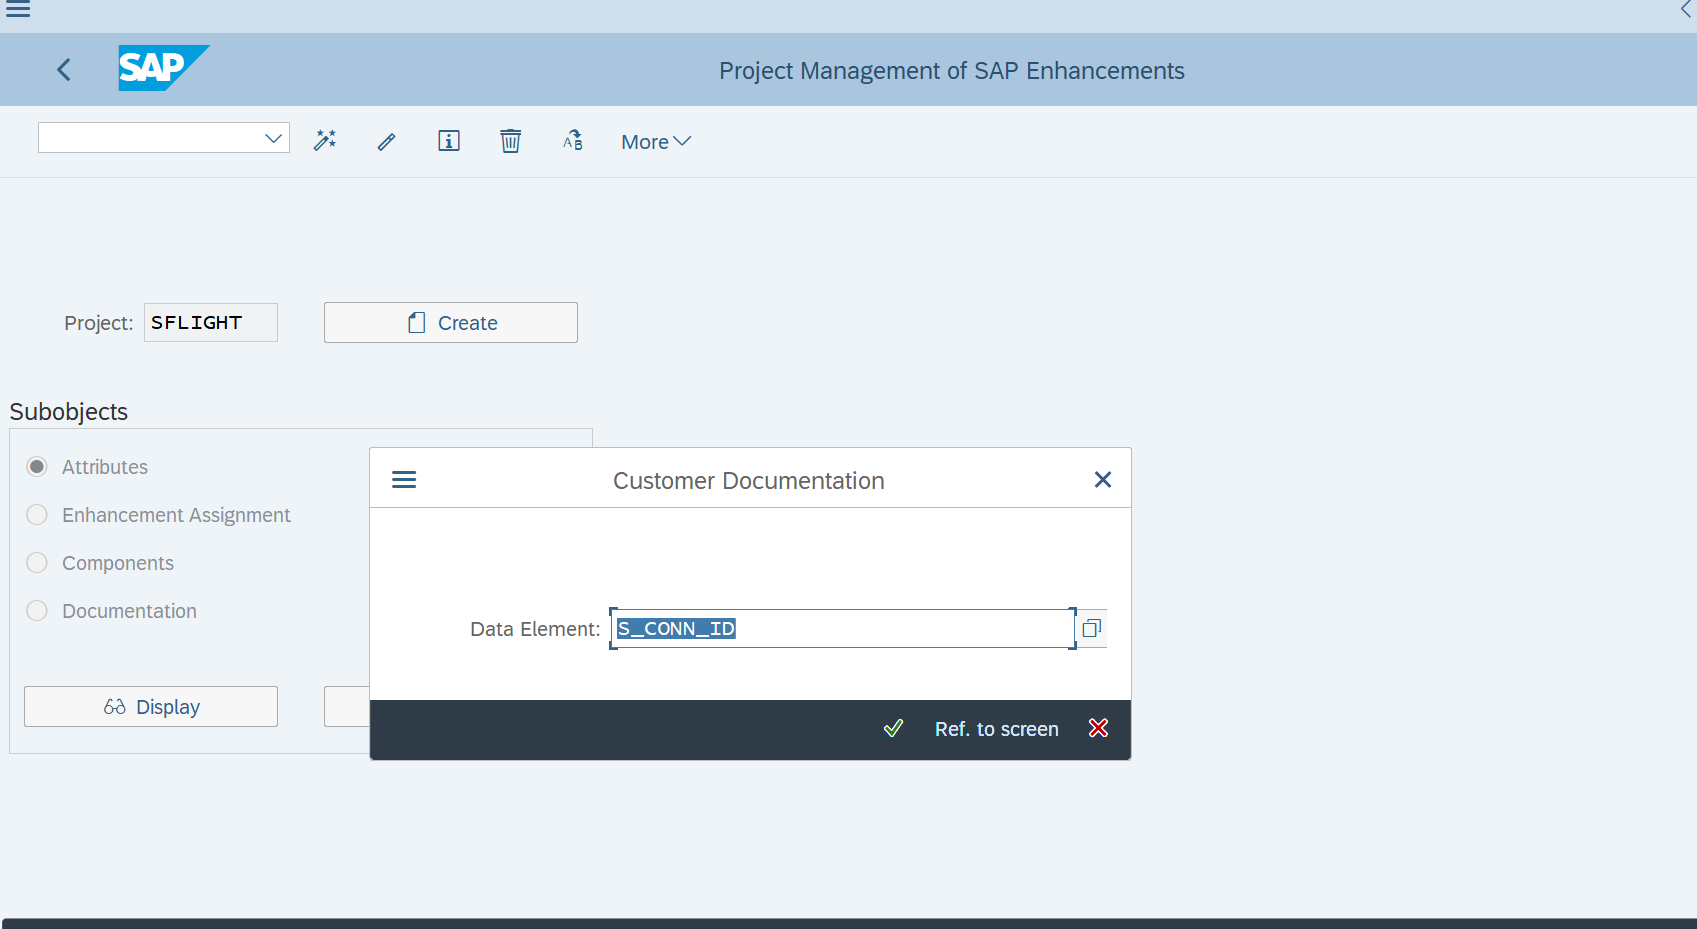 SAP
Project Management of SAP Enhancements
More
Project: SFLIGHT Create
Subobjects
Attributes
Enhancement Assignment
Components
Documentation
Display
Customer Documentation
Data Element: S_CONN_ID
Ref. to screen